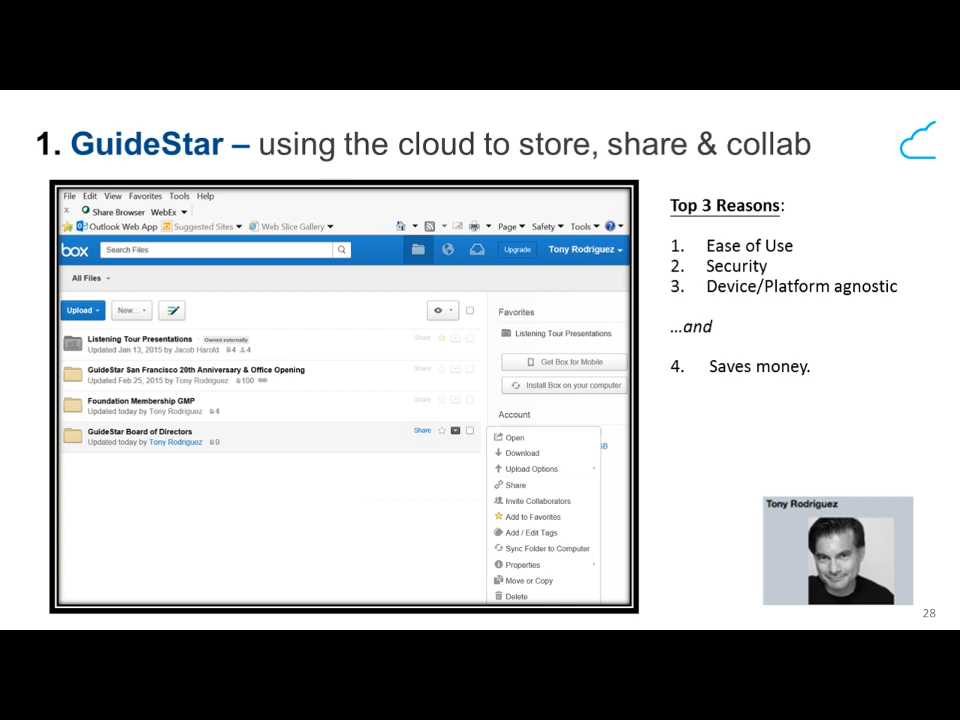 1. GuideStar – using the cloud to store, share & collab
File Edit View Favorites Tools Help
x Share Browser WebEx
Outlook Web App Suggested Sites Web Slice Gallery Page Safety Tools
box Search Files Upgrade Tony Rodriguez
All Files
Upload New...
Listening Tour Presentations Owned externally Share
Updated Jan 13, 2015 by Jacob Harold 4 4
GuideStar San Francisco 20th Anniversary & Office Opening Share
Updated Feb 25, 2015 by Tony Rodriguez 100
Foundation Membership GMP Share
Updated today by Tony Rodriguez 4
GuideStar Board of Directors Share
Updated today by Tony Rodriguez 9
Favorites
Listening Tour Presentations
Get Box for Mobile
Install Box on your computer
Account
GB
Open
Download
Upload Options
Share
Invite Collaborators
Add to Favorites
Add / Edit Tags
Sync Folder to Computer
Properties
Move or Copy
Delete
Top 3 Reasons:
1. Ease of Use
2. Security
3. Device/Platform agnostic
...and
4. Saves money.
Tony Rodriguez
28